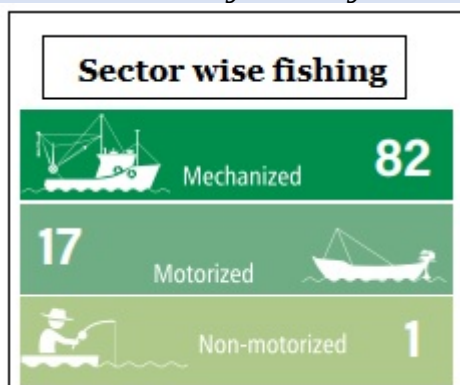 Sector wise fishing
Mechanized 82
17 Motorized
Non-motorized 1